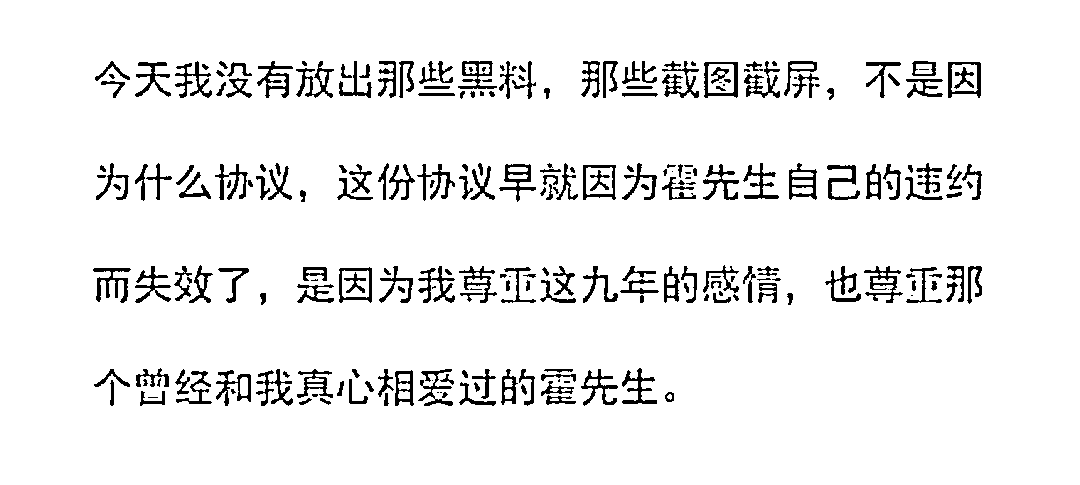 今天我没有放出那些黑料，那些截图截屏，不是因
为什么协议，这份协议早就因为霍先生自己的违约
而失效了，是因为我尊重这九年的感情，也尊重那
个曾经和我真心相爱过的霍先生。